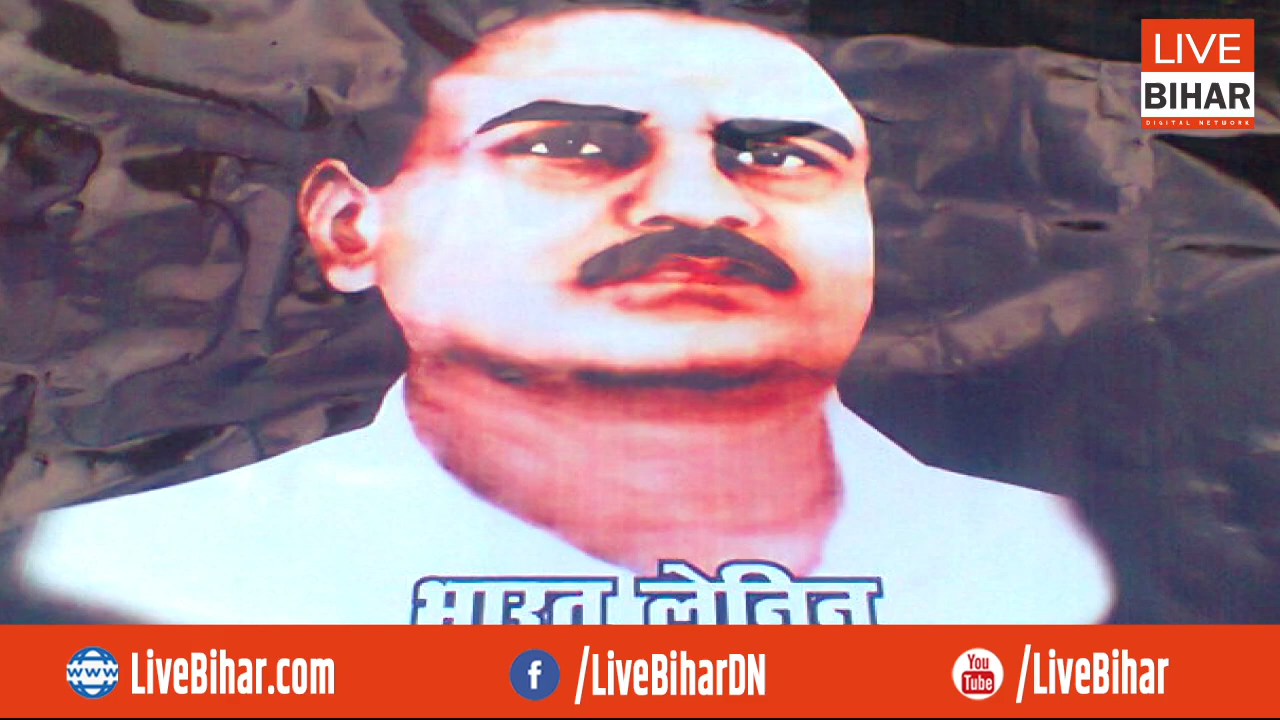 LIVE
BIHAR
DIGITAL NETWORK
भारत लेनिन
www LiveBihar.com
f /LiveBiharDN
You
Tube
/LiveBihar